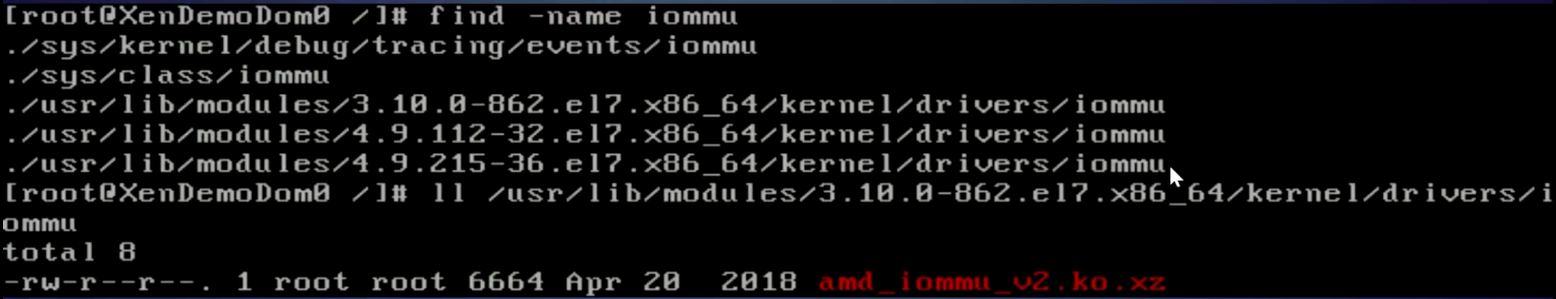 [root@XenDemoDom0 /]# find -name iommu
./sys/kernel/debug/tracing/events/iommu
./sys/class/iommu
./usr/lib/modules/3.10.0-862.el7.x86_64/kernel/drivers/iommu
./usr/lib/modules/4.9.112-32.el7.x86_64/kernel/drivers/iommu
./usr/lib/modules/4.9.215-36.el7.x86_64/kernel/drivers/iommu
[root@XenDemoDom0 /]# ll /usr/lib/modules/3.10.0-862.el7.x86_64/kernel/drivers/i
ommu
total 8
-rw-r--r--. 1 root root 6664 Apr 20  2018 amd_iommu_v2.ko.xz